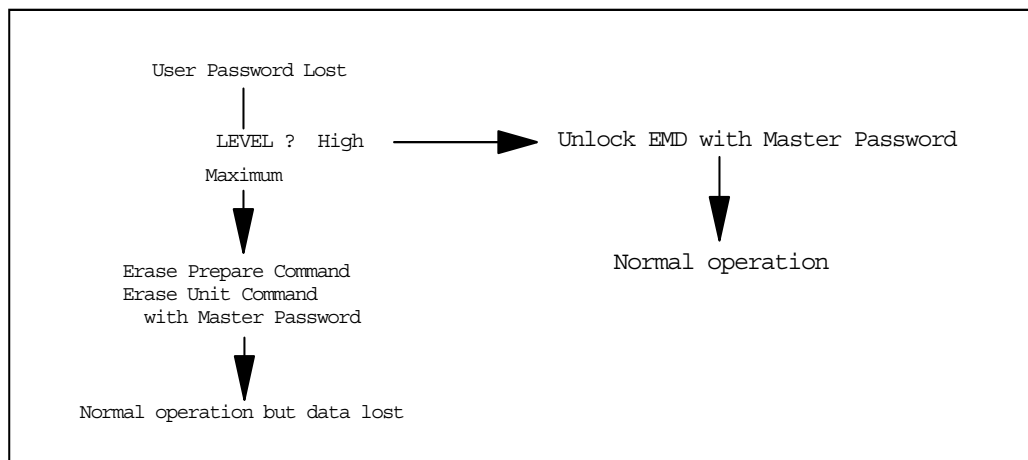 User Password Lost
LEVEL ? High
Maximum
Erase Prepare Command
Erase Unit Command
with Master Password
Normal operation but data lost
Unlock EMD with Master Password
Normal operation